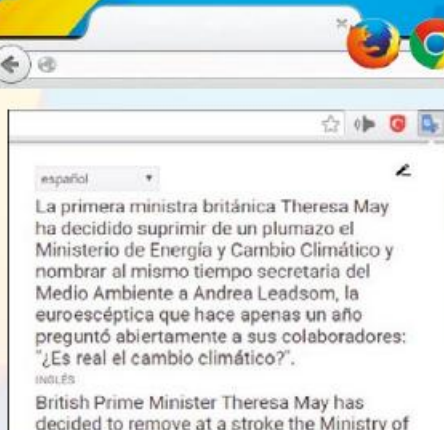 español
La primera ministra británica Theresa May
ha decidido suprimir de un plumazo el
Ministerio de Energía y Cambio Climático y
nombrar al mismo tiempo secretaria del
Medio Ambiente a Andrea Leadsom, la
euroescéptica que hace apenas un año
preguntó abiertamente a sus colaboradores:
"¿Es real el cambio climático?".
INGLÉS
British Prime Minister Theresa May has
decided to remove at a stroke the Ministry of